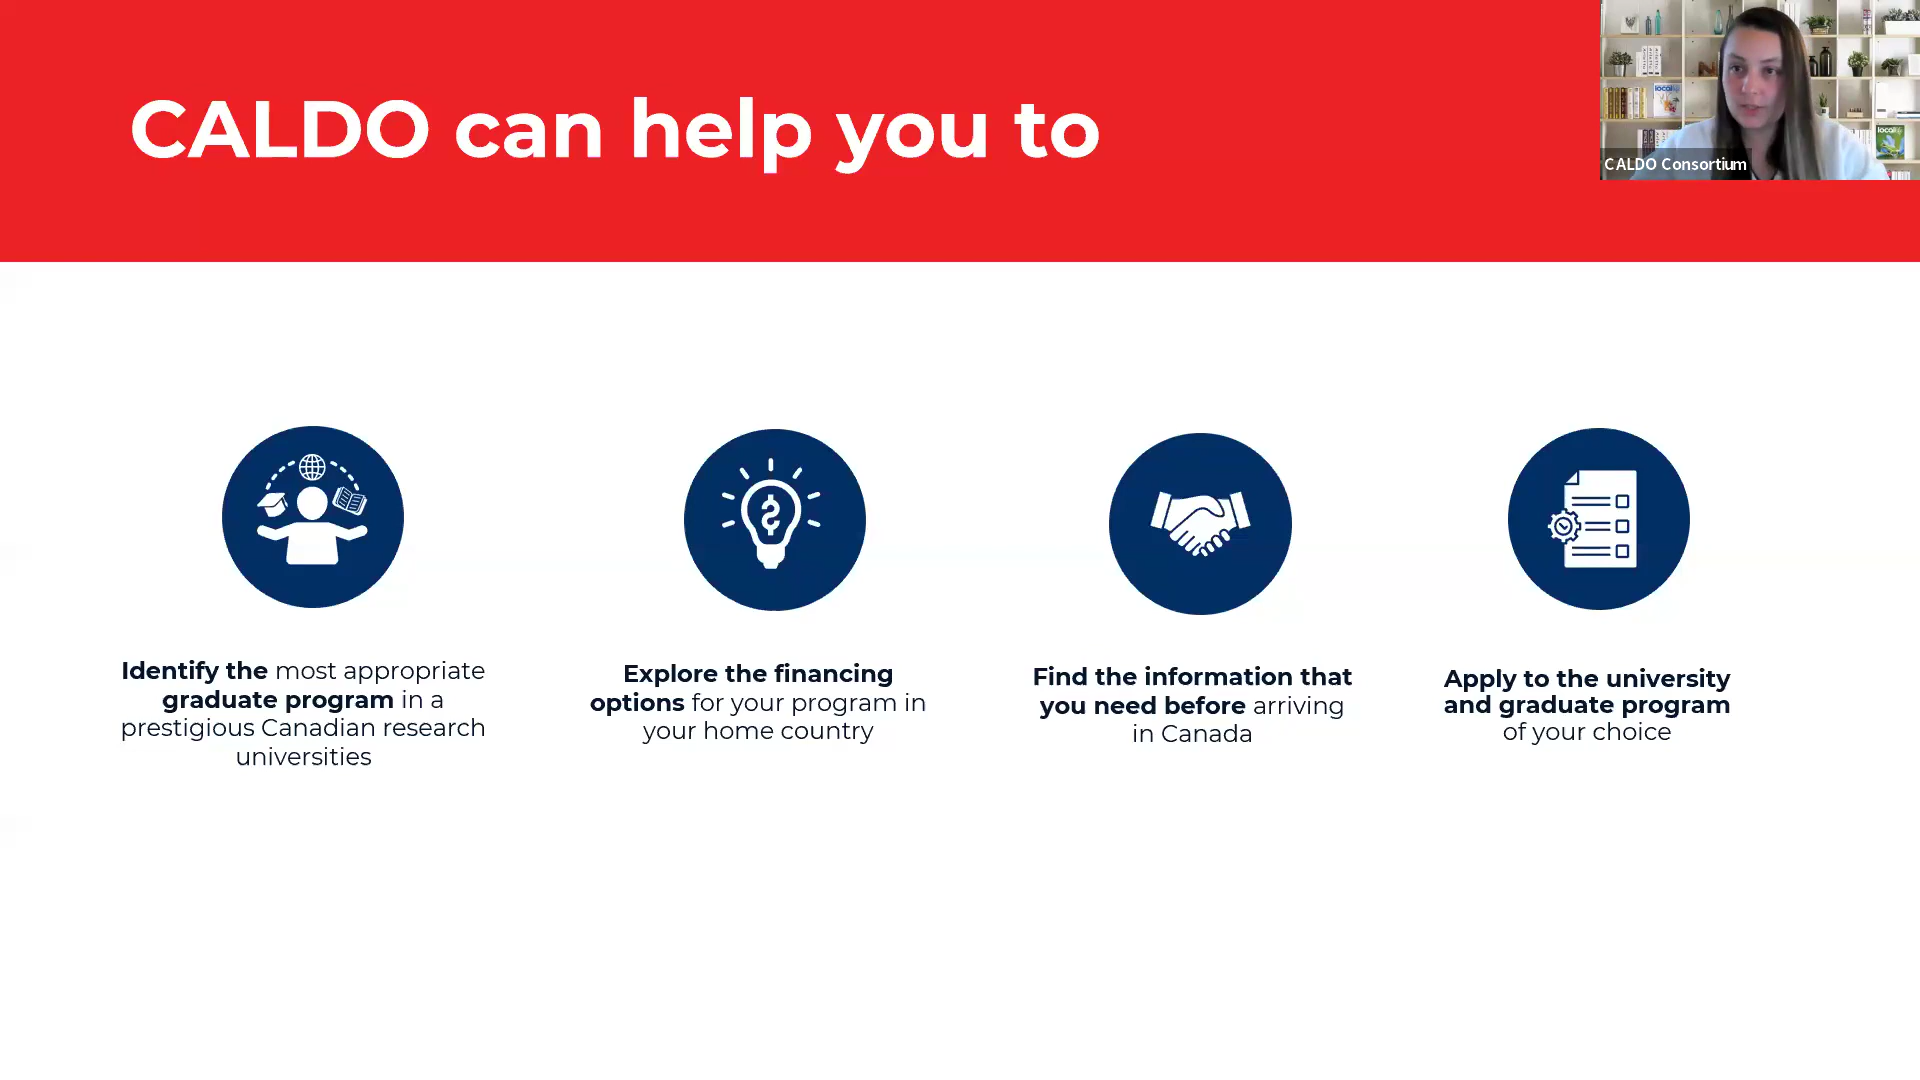 CALDO can help you to
CALDO Consortium
Identify the most appropriate
graduate program in a
prestigious Canadian research
universities
Explore the financing
options for your program in
your home country
Find the information that
you need before arriving
in Canada
Apply to the university
and graduate program
of your choice